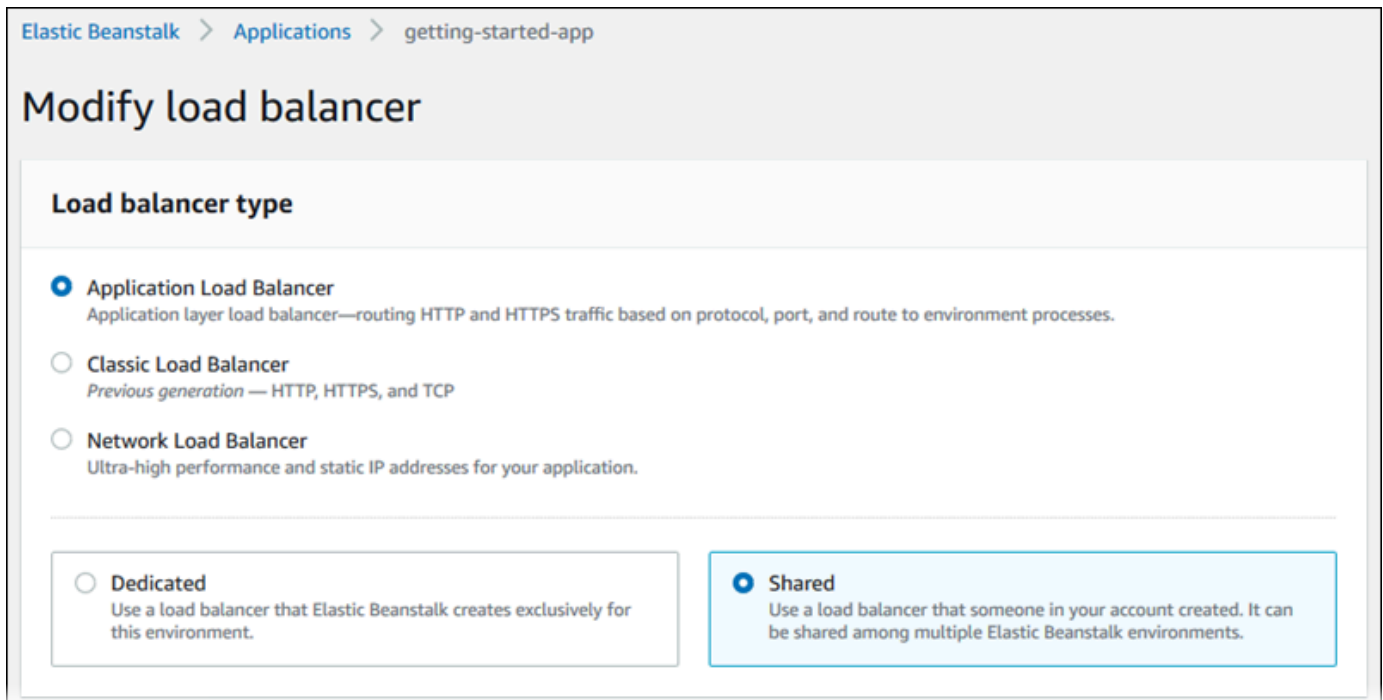 Elastic Beanstalk > Applications > getting-started-app
Modify load balancer
Load balancer type
Application Load Balancer
Application layer load balancer—routing HTTP and HTTPS traffic based on protocol, port, and route to environment processes.
Classic Load Balancer
Previous generation — HTTP, HTTPS, and TCP
Network Load Balancer
Ultra-high performance and static IP addresses for your application.
Dedicated
Use a load balancer that Elastic Beanstalk creates exclusively for
this environment.
Shared
Use a load balancer that someone in your account created. It can
be shared among multiple Elastic Beanstalk environments.